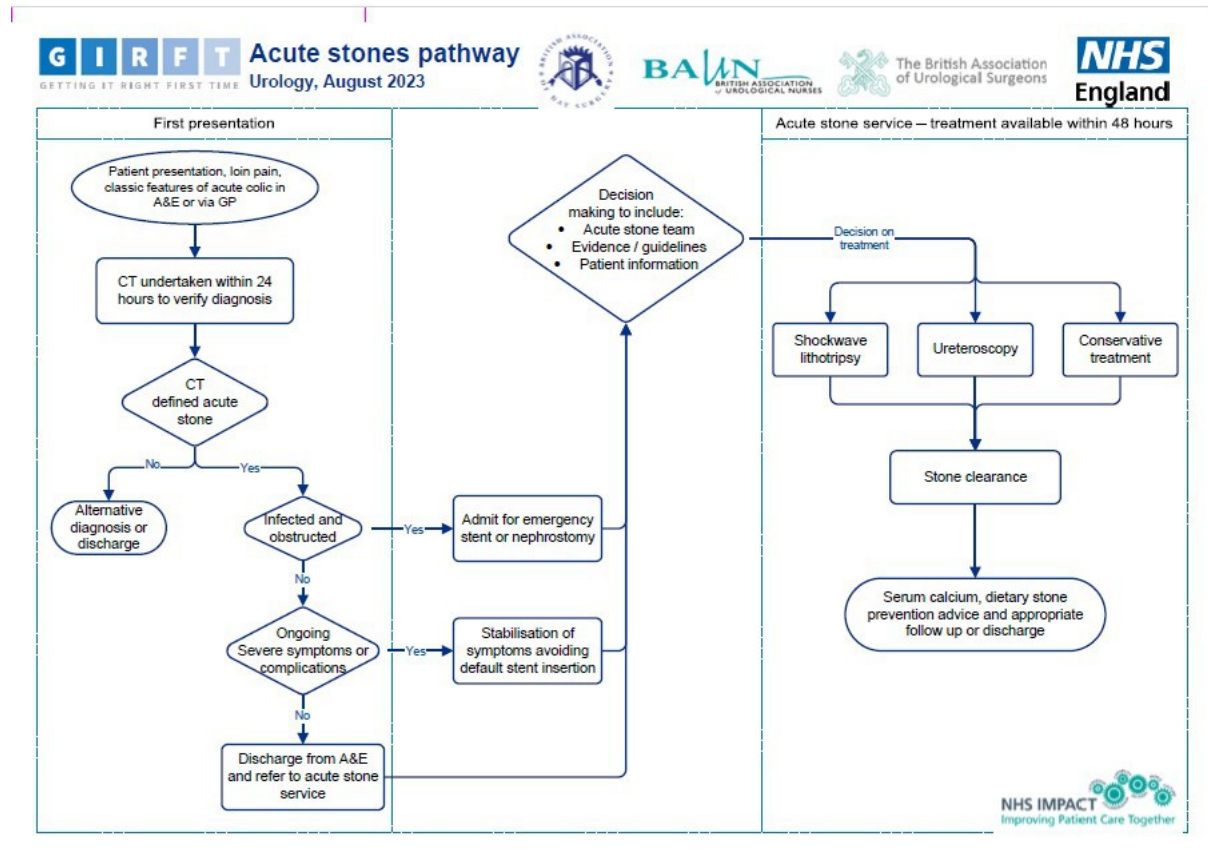 GIRFT
GETTING IT RIGHT FIRST TIME
Acute stones pathway
Urology, August 2023
BRITISH ASSOCIATION
OF DAY SURGERY
BAUN
BRITISH ASSOCIATION
of UROLOGICAL NURSES
The British Association
of Urological Surgeons
NHS
England
First presentation
Patient presentation, loin pain,
classic features of acute colic in
A&E or via GP
CT undertaken within 24
hours to verify diagnosis
CT
defined acute
stone
No
Yes
Alternative
diagnosis or
discharge
Infected and
obstructed
Yes
Admit for emergency
stent or nephrostomy
No
Ongoing
Severe symptoms or
complications
Yes
Stabilisation of
symptoms avoiding
default stent insertion
No
Discharge from A&E
and refer to acute stone
service
Decision
making to include:
• Acute stone team
• Evidence / guidelines
• Patient information
Acute stone service – treatment available within 48 hours
Decision on
treatment
Shockwave
lithotripsy
Ureteroscopy
Conservative
treatment
Stone clearance
Serum calcium, dietary stone
prevention advice and appropriate
follow up or discharge
NHS IMPACT
Improving Patient Care Together